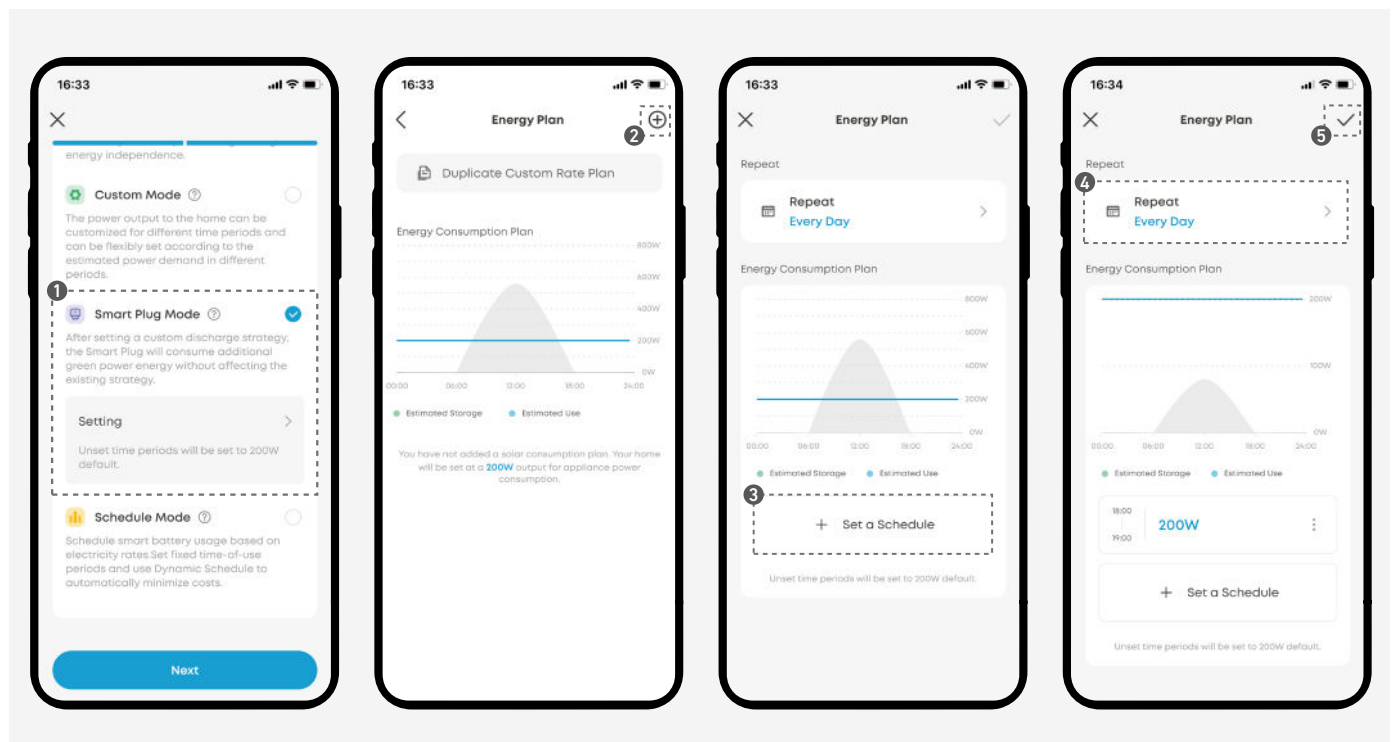 16:33
energy independence.
Custom Mode
The power output to the home can be
customized for different time periods and
can be flexibly set according to the
estimated power demand in different
periods.
1
Smart Plug Mode
After setting a custom discharge strategy,
the Smart Plug will consume additional
green power energy without affecting the
existing strategy.
Setting
Unset time periods will be set to 200W
default.
Schedule Mode
Schedule smart battery usage based on
electricity rates.Set fixed time-of-use
periods and use Dynamic Schedule to
automatically minimize costs.
Next
16:33
Energy Plan
2
Duplicate Custom Rate Plan
Energy Consumption Plan
800W
600W
400W
200W
0W
00:00 06:00 12:00 18:00 24:00
Estimated Storage Estimated Use
You have not added a solar consumption plan. Your home
will be set at a 200W output for appliance power
consumption.
16:33
Energy Plan
Repeat
Repeat
Every Day
Energy Consumption Plan
800W
600W
400W
200W
0W
00:00 06:00 12:00 18:00 24:00
Estimated Storage Estimated Use
3
+ Set a Schedule
Unset time periods will be set to 200W default.
16:34
Energy Plan
5
Repeat
4
Repeat
Every Day
Energy Consumption Plan
200W
100W
0W
00:00 06:00 12:00 18:00 24:00
Estimated Storage Estimated Use
18:00
200W
19:00
+ Set a Schedule
Unset time periods will be set to 200W default.